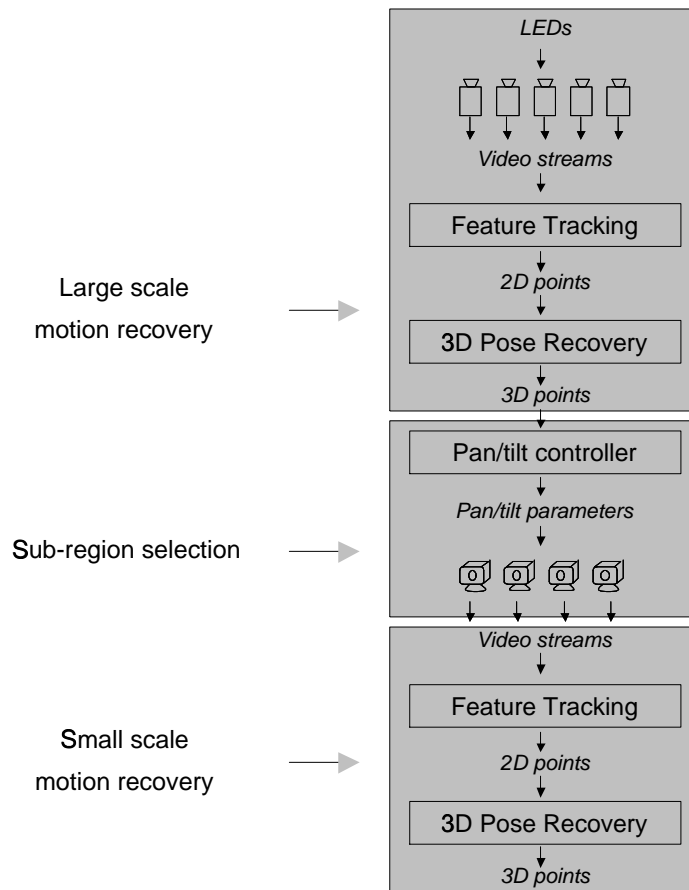 LEDs
Video streams
Feature Tracking
2D points
Large scale
motion recovery
3D Pose Recovery
3D points
Pan/tilt controller
Pan/tilt parameters
Sub-region selection
Video streams
Feature Tracking
Small scale
motion recovery
2D points
3D Pose Recovery
3D points